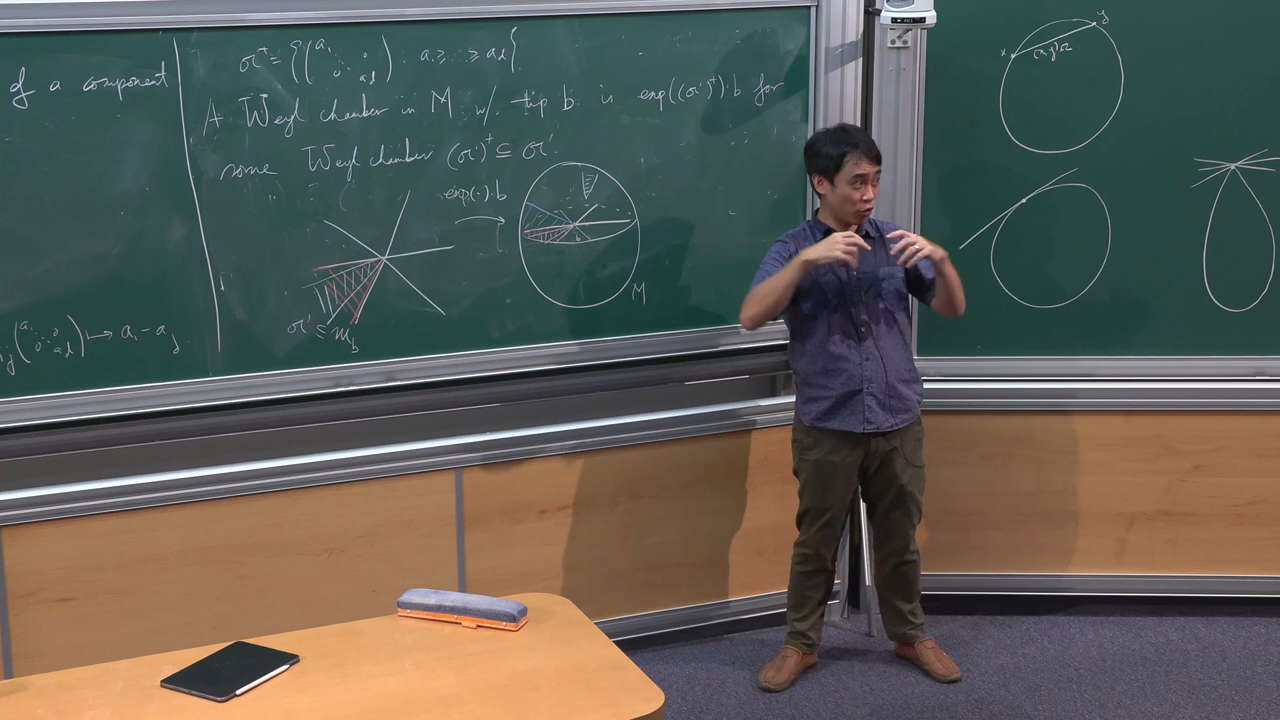 of a component
𝔞⁺ = { (a₁ ⋱ 0 0 a_d) : a₁ ≥ … ≥ a_d }
A Weyl chamber in M w/ tip b is exp((𝔞')⁺)·b for
some Weyl chamber (𝔞')⁺ ⊆ 𝔞'.
exp(·)·b
b
M
𝔞' ⊆ 𝔪_b
(a₁ ⋱ 0 0 a_d) ↦ a_i − a_j
x
y
(x,y)_Ω